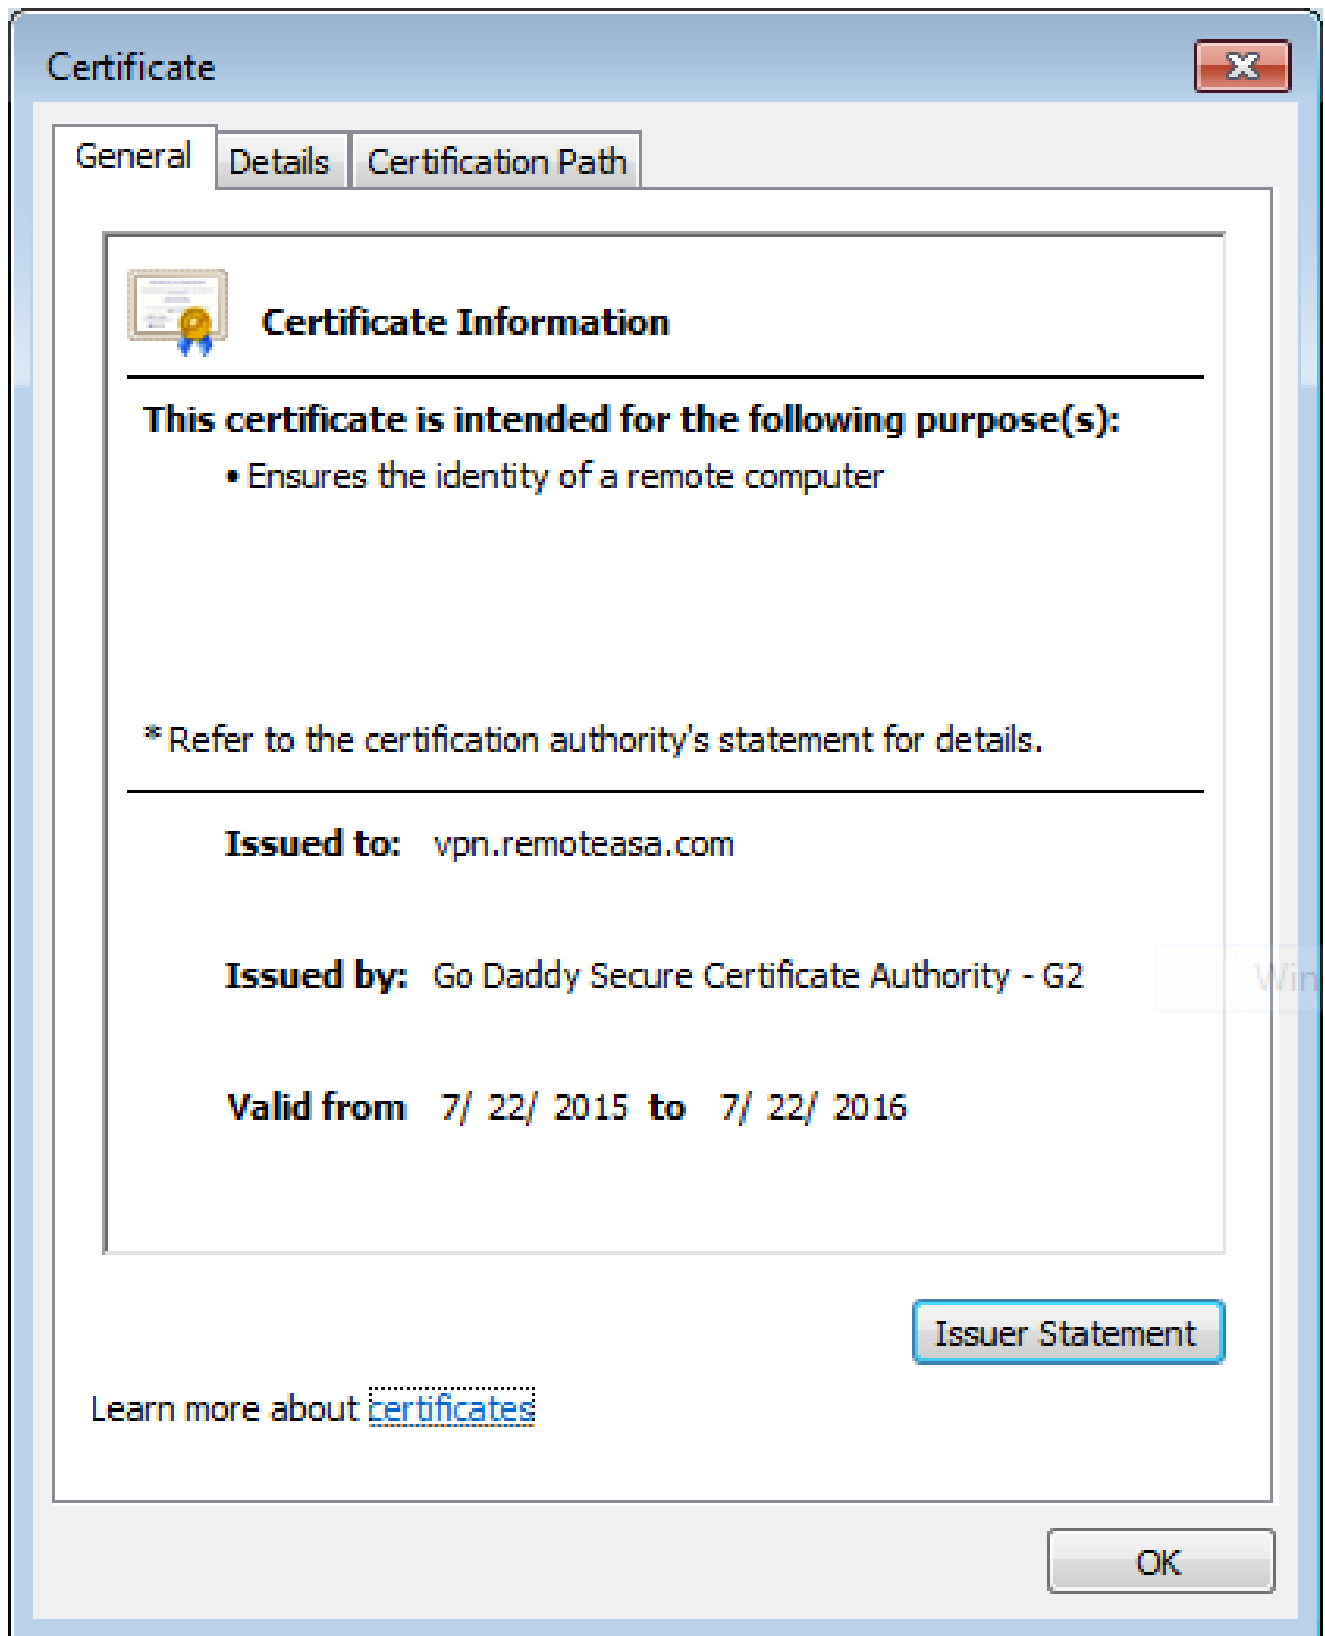 Certificate
General
Details
Certification Path
Certificate Information
This certificate is intended for the following purpose(s):
• Ensures the identity of a remote computer
* Refer to the certification authority's statement for details.
Issued to: vpn.remoteasa.com
Issued by: Go Daddy Secure Certificate Authority - G2
Win
Valid from 7/ 22/ 2015 to 7/ 22/ 2016
Issuer Statement
Learn more about certificates
OK